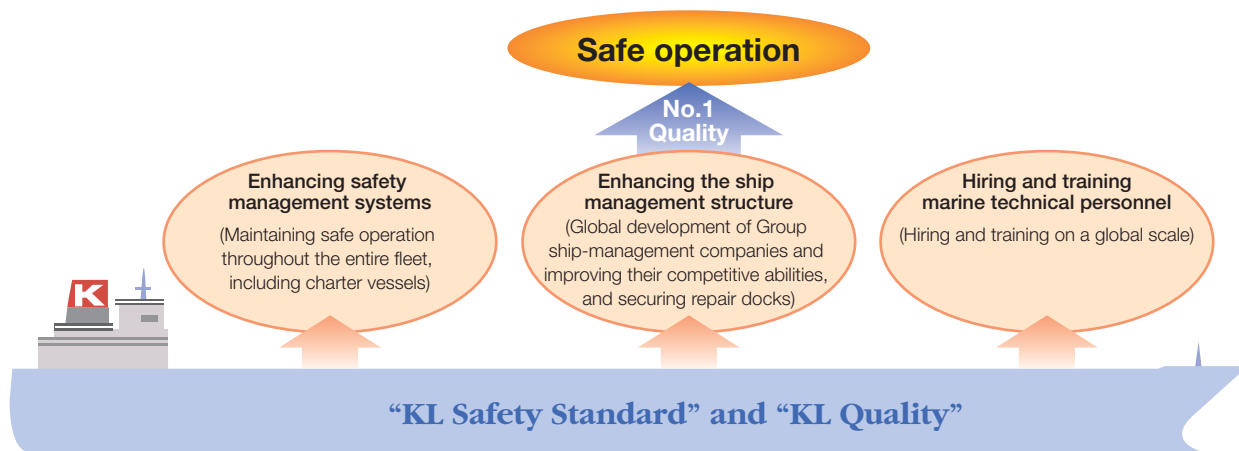 Safe operation
No.1
Quality
Enhancing safety
management systems
(Maintaining safe operation
throughout the entire fleet,
including charter vessels)
Enhancing the ship
management structure
(Global development of Group
ship-management companies and
improving their competitive abilities,
and securing repair docks)
Hiring and training
marine technical personnel
(Hiring and training on a global scale)
K
“KL Safety Standard” and “KL Quality”